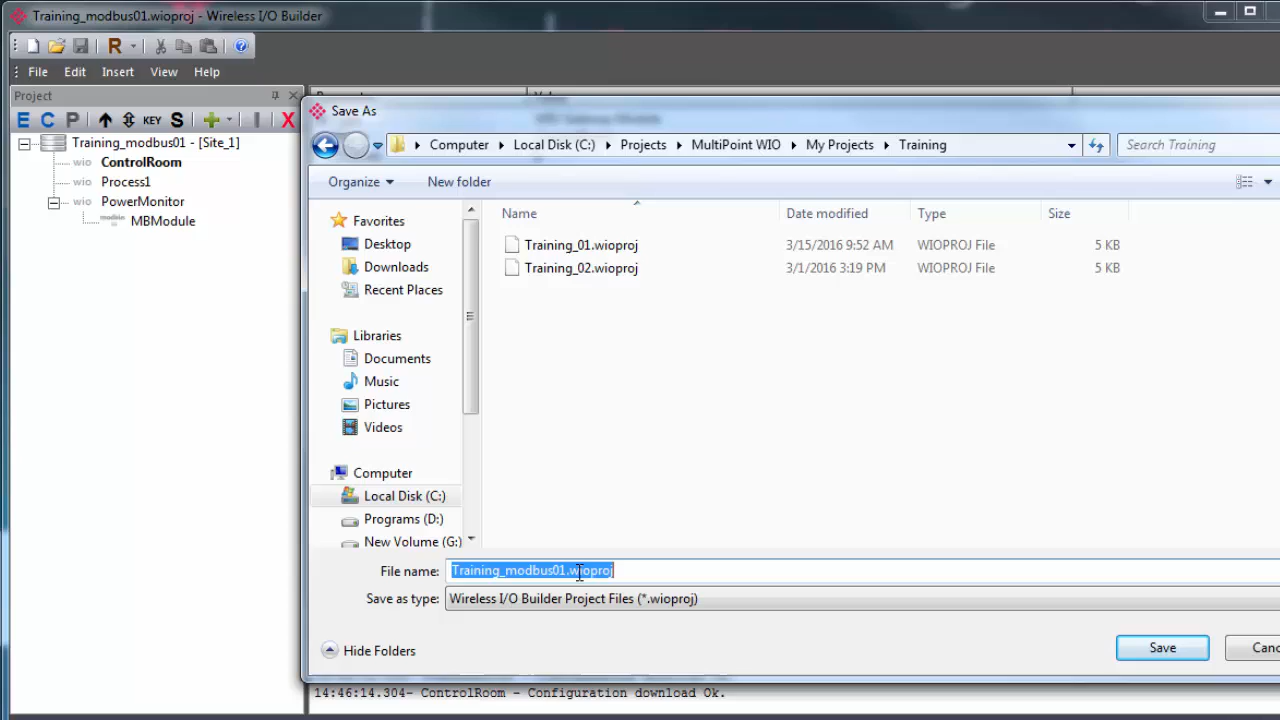 Training_modbus01.wioproj - Wireless I/O Builder
R
File Edit Insert View Help
Project
E C P KEY S X
Training_modbus01 - [Site_1]
wio ControlRoom
wio Process1
wio PowerMonitor
MBModule
Save As
Computer Local Disk (C:) Projects MultiPoint WIO My Projects Training
Search Training
Organize New folder
Favorites
Desktop
Downloads
Recent Places
Libraries
Documents
Music
Pictures
Videos
Computer
Local Disk (C:)
Programs (D:)
New Volume (G:)
Name Date modified Type Size
Training_01.wioproj 3/15/2016 9:52 AM WIOPROJ File 5 KB
Training_02.wioproj 3/1/2016 3:19 PM WIOPROJ File 5 KB
File name: Training_modbus01.wioproj
Save as type: Wireless I/O Builder Project Files (*.wioproj)
Hide Folders
Save Canc
14:46:14.304- ControlRoom - Configuration download Ok.